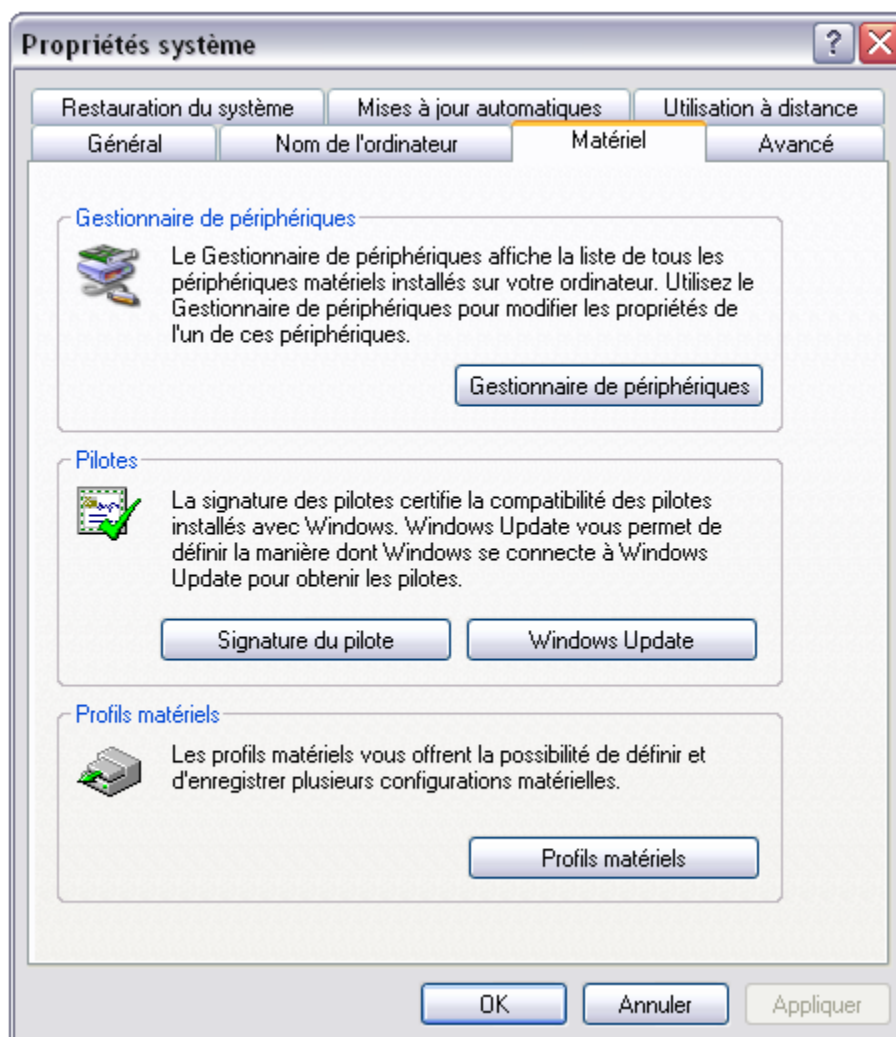 Propriétés système
Restauration du système Mises à jour automatiques Utilisation à distance
Général Nom de l'ordinateur Matériel Avancé
Gestionnaire de périphériques
Le Gestionnaire de périphériques affiche la liste de tous les
périphériques matériels installés sur votre ordinateur. Utilisez le
Gestionnaire de périphériques pour modifier les propriétés de
l'un de ces périphériques.
Gestionnaire de périphériques
Pilotes
La signature des pilotes certifie la compatibilité des pilotes
installés avec Windows. Windows Update vous permet de
définir la manière dont Windows se connecte à Windows
Update pour obtenir les pilotes.
Signature du pilote Windows Update
Profils matériels
Les profils matériels vous offrent la possibilité de définir et
d'enregistrer plusieurs configurations matérielles.
Profils matériels
OK Annuler Appliquer